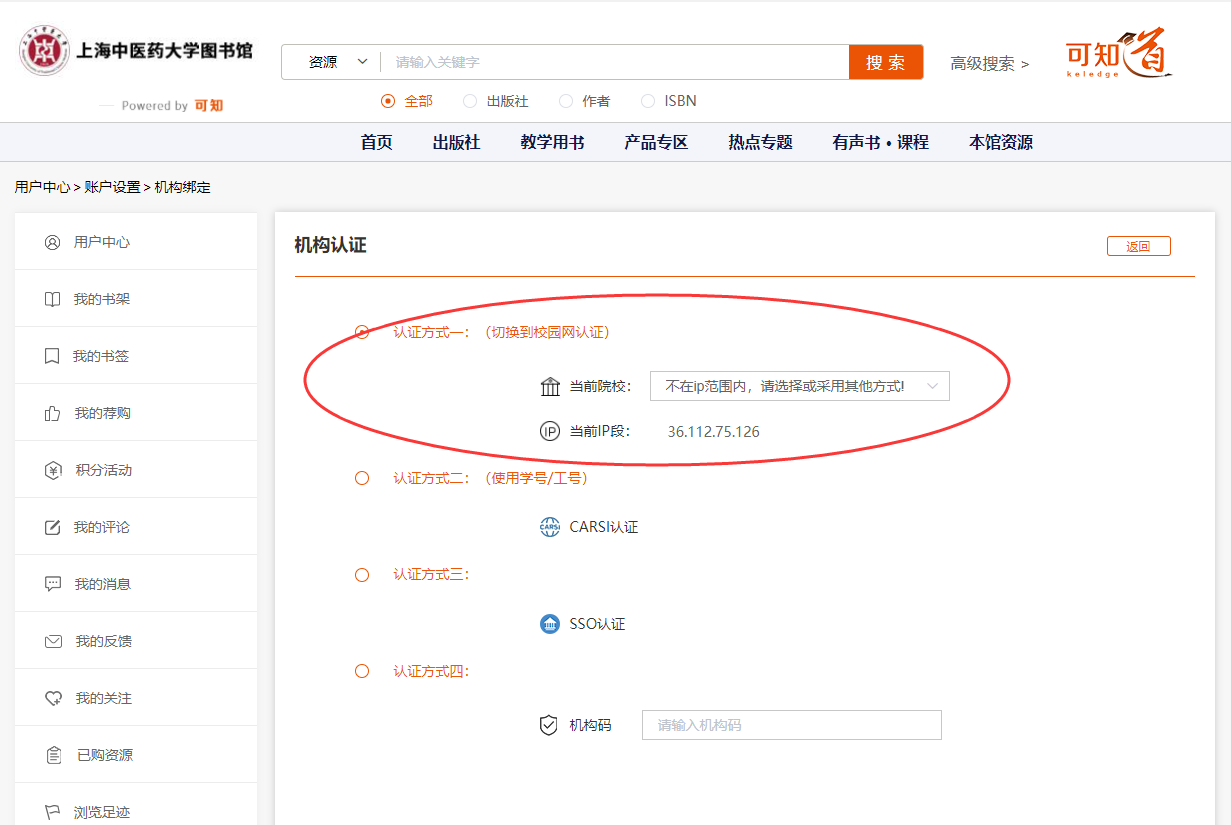 上海中医药大学图书馆
Powered by 可知
资源 请输入关键字 搜 索 高级搜索 >
可知道
keledge
全部 出版社 作者 ISBN
首页 出版社 教学用书 产品专区 热点专题 有声书 • 课程 本馆资源
用户中心 > 账户设置 > 机构绑定
用户中心
我的书架
我的书签
我的荐购
积分活动
我的评论
我的消息
我的反馈
我的关注
已购资源
浏览足迹
机构认证 返回
认证方式一：（切换到校园网认证）
当前院校： 不在ip范围内，请选择或采用其他方式!
IP 当前IP段： 36.112.75.126
认证方式二：（使用学号/工号）
CARSI CARSI认证
认证方式三：
SSO认证
认证方式四：
机构码 请输入机构码